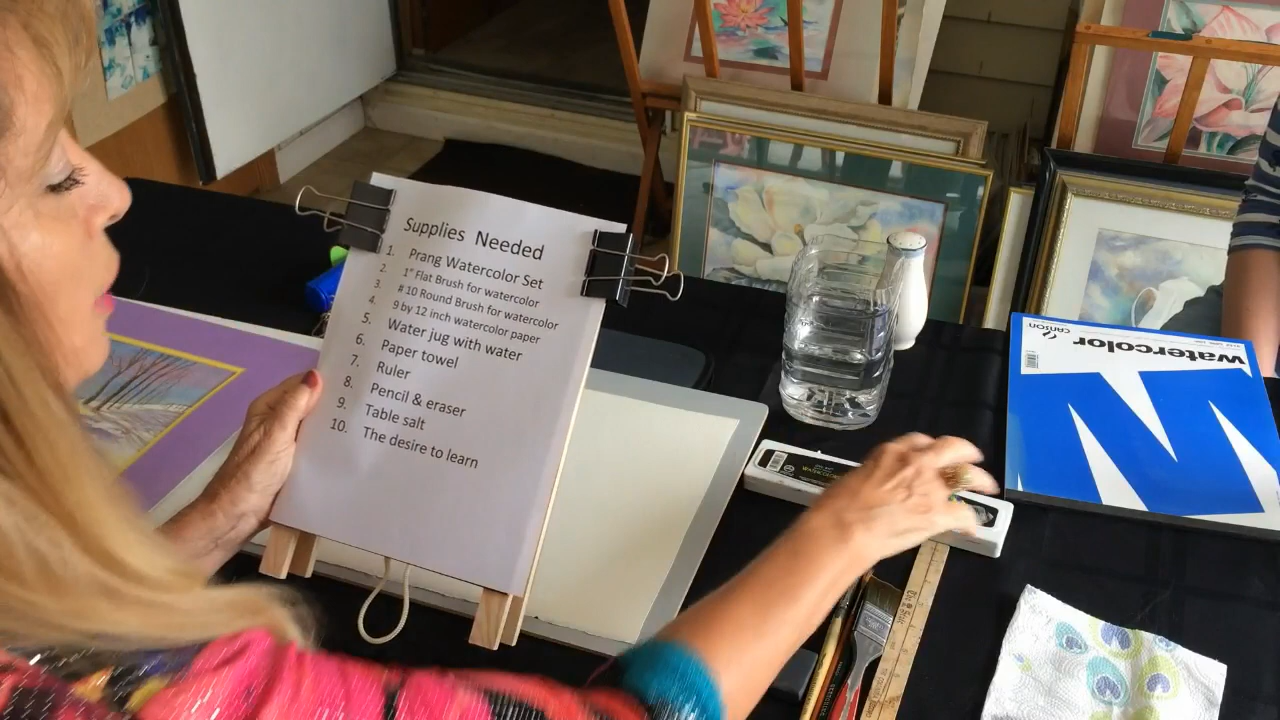 Supplies Needed
1. Prang Watercolor Set
2. 1" Flat Brush for watercolor
3. # 10 Round Brush for watercolor
4. 9 by 12 inch watercolor paper
5. Water jug with water
6. Paper towel
7. Ruler
8. Pencil & eraser
9. Table salt
10. The desire to learn
canson
watercolor